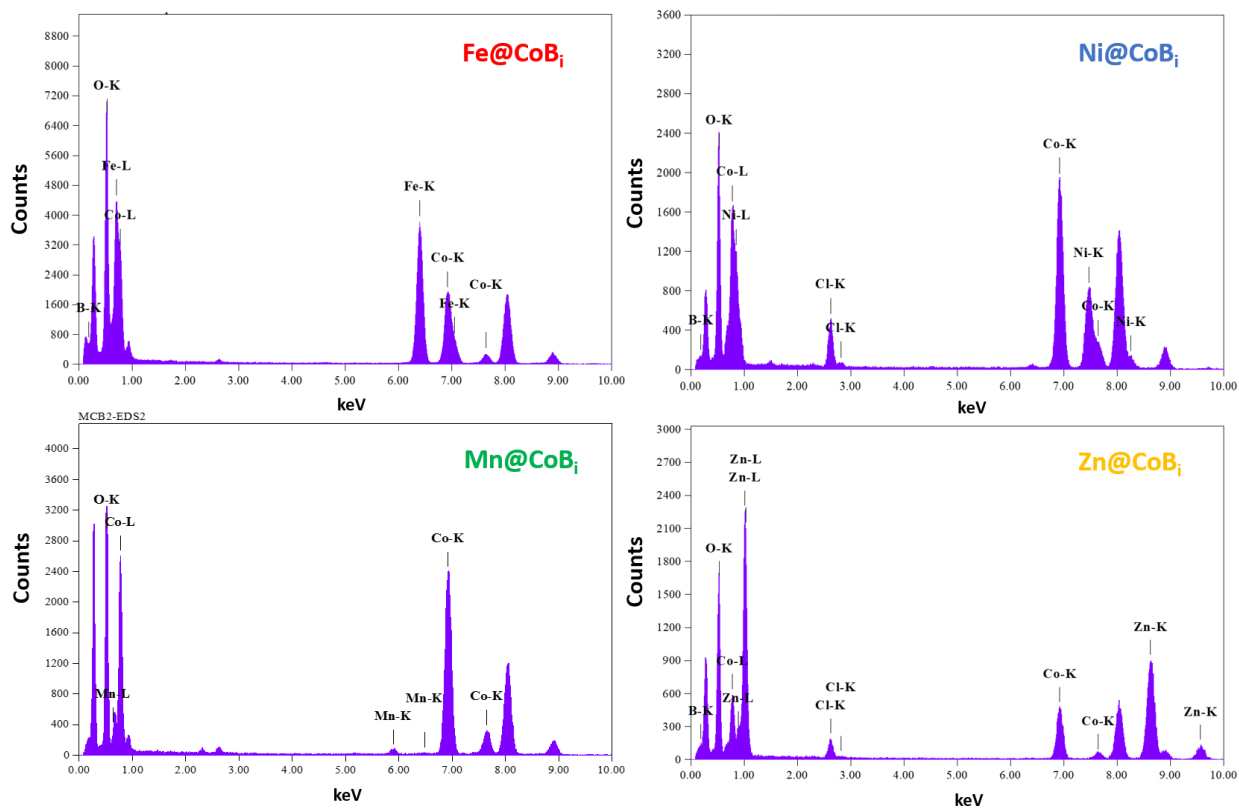 Fe@CoBi
Counts
8800
8000
7200
6400
5600
4800
4000
3200
2400
1600
800
0
O-K
Fe-L
Co-L
B-K
Fe-K
Co-K
Fe-K
Co-K
0.00 1.00 2.00 3.00 4.00 5.00 6.00 7.00 8.00 9.00 10.00
keV
Ni@CoBi
Counts
3600
3200
2800
2400
2000
1600
1200
800
400
0
O-K
Co-L
Ni-L
B-K
Cl-K
Cl-K
Co-K
Ni-K
Co-K
Ni-K
0.00 1.00 2.00 3.00 4.00 5.00 6.00 7.00 8.00 9.00 10.00
keV
MCB2-EDS2
Mn@CoBi
Counts
4000
3600
3200
2800
2400
2000
1600
1200
800
400
0
O-K
Co-L
Mn-L
Mn-K
Mn-K
Co-K
Co-K
0.00 1.00 2.00 3.00 4.00 5.00 6.00 7.00 8.00 9.00 10.00
keV
Zn@CoBi
Counts
3000
2700
2400
2100
1800
1500
1200
900
600
300
0
Zn-L
Zn-L
O-K
Co-L
Zn-L
B-K
Cl-K
Cl-K
Co-K
Co-K
Zn-K
Zn-K
0.00 1.00 2.00 3.00 4.00 5.00 6.00 7.00 8.00 9.00 10.00
keV